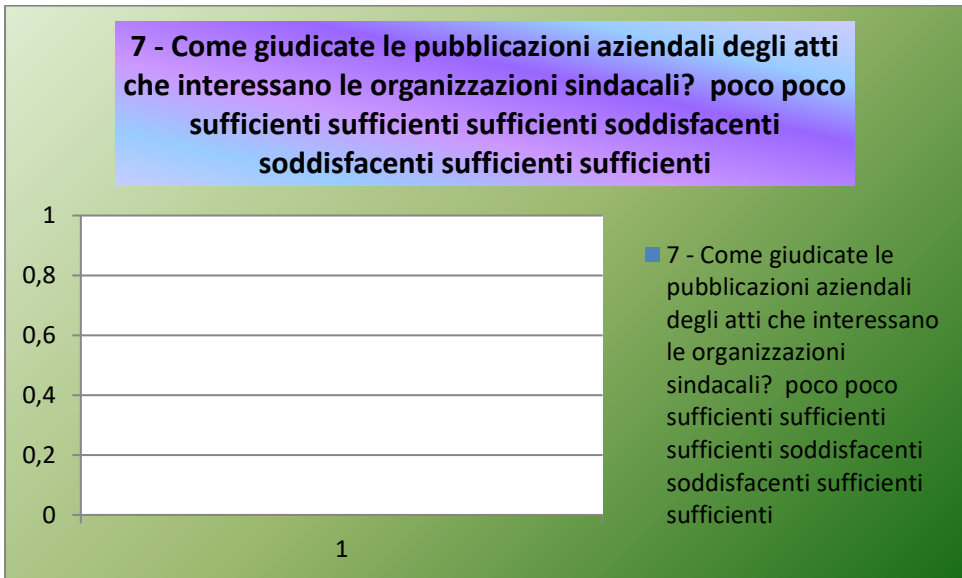 7 - Come giudicate le pubblicazioni aziendali degli atti
che interessano le organizzazioni sindacali?  poco poco
sufficienti sufficienti sufficienti soddisfacenti
soddisfacenti sufficienti sufficienti
1
0,8
0,6
0,4
0,2
0
1
7 - Come giudicate le
pubblicazioni aziendali
degli atti che interessano
le organizzazioni
sindacali?  poco poco
sufficienti sufficienti
sufficienti soddisfacenti
soddisfacenti sufficienti
sufficienti